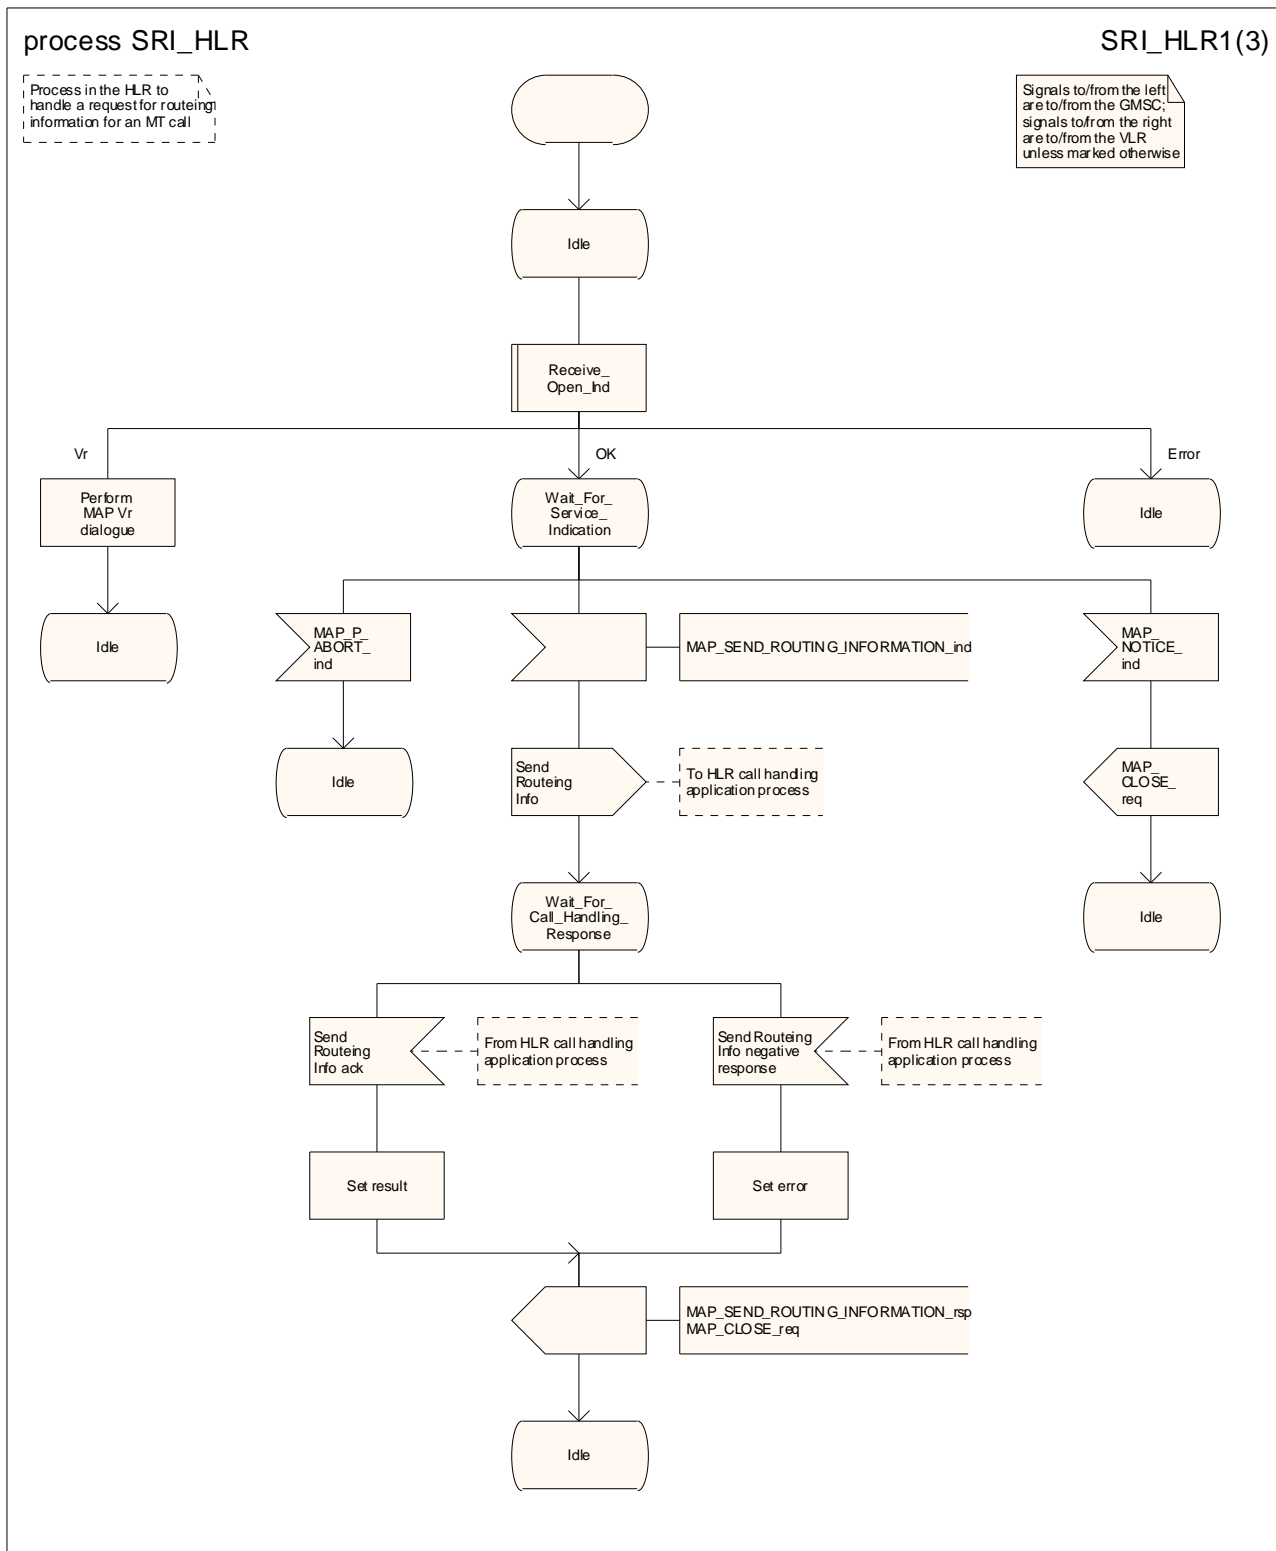 process SRI_HLR
SRI_HLR1(3)
Process in the HLR to
handle a request for routeing
information for an MT call
Signals to/from the left
are to/from the GMSC;
signals to/from the right
are to/from the VLR
unless marked otherwise
Idle
Receive_
Open_Ind
Vr
OK
Error
Perform
MAP Vr
dialogue
Wait_For_
Service_
Indication
Idle
Idle
MAP_P_
ABORT_
ind
MAP_SEND_ROUTING_INFORMATION_ind
MAP_
NOTICE_
ind
Idle
Send
Routeing
Info
To HLR call handling
application process
MAP_
CLOSE_
req
Wait_For_
Call_Handling_
Response
Idle
Send
Routeing
Info ack
From HLR call handling
application process
Send Routeing
Info negative
response
From HLR call handling
application process
Set result
Set error
MAP_SEND_ROUTING_INFORMATION_rsp
MAP_CLOSE_req
Idle